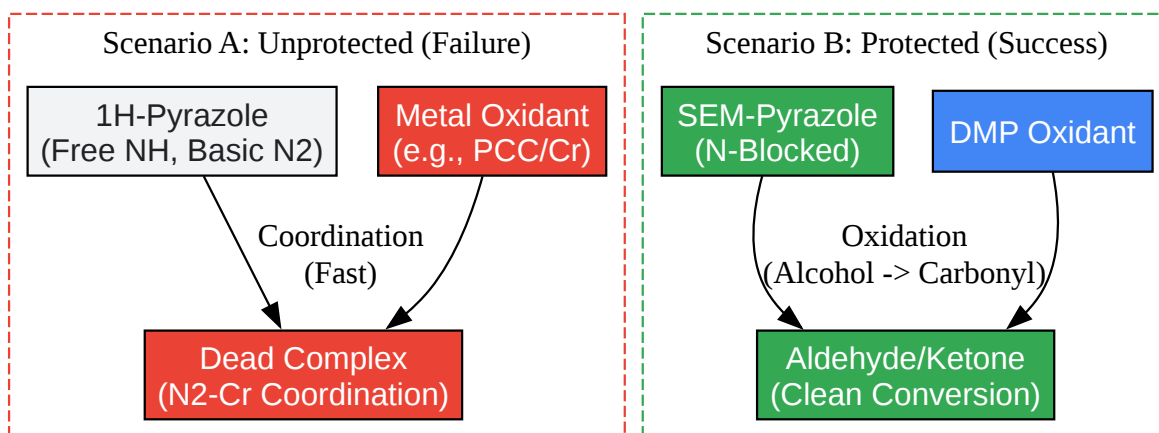 Scenario A: Unprotected (Failure)
1H-Pyrazole
(Free NH, Basic N2)
Metal Oxidant
(e.g., PCC/Cr)
Coordination
(Fast)
Dead Complex
(N2-Cr Coordination)
Scenario B: Protected (Success)
SEM-Pyrazole
(N-Blocked)
DMP Oxidant
Oxidation
(Alcohol -> Carbonyl)
Aldehyde/Ketone
(Clean Conversion)